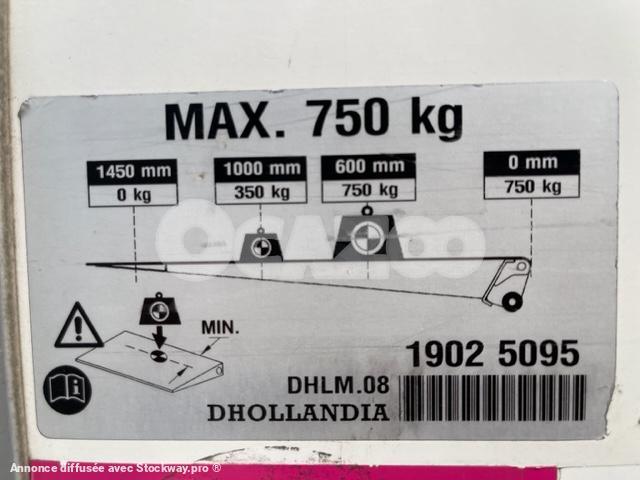 MAX. 750 kg
1450 mm 1000 mm 600 mm 0 mm
0 kg 350 kg 750 kg 750 kg
OCAZOO
MIN.
1902 5095
DHLM.08
DHOLLANDIA
Annonce diffusée avec Stockway.pro ®